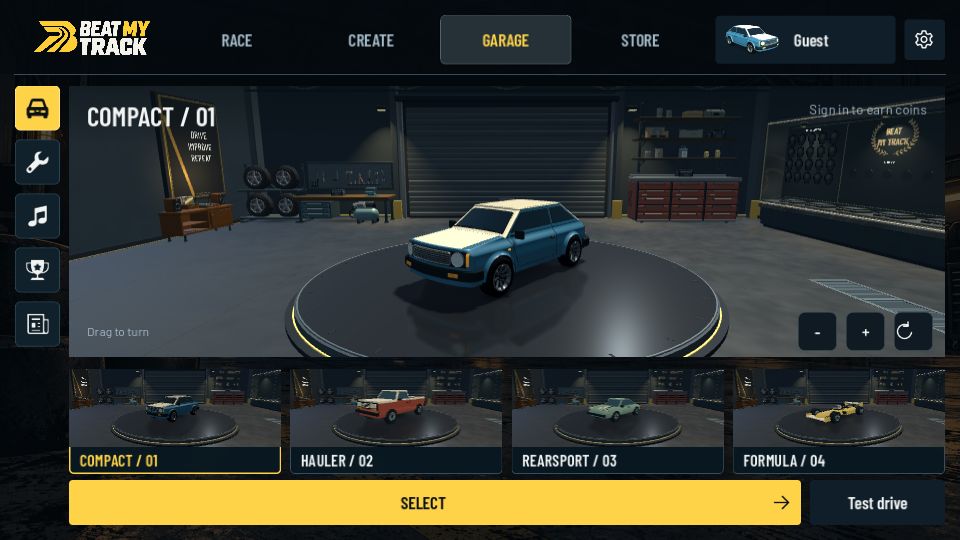 BEAT MY
TRACK
RACE
CREATE
GARAGE
STORE
Guest
COMPACT / 01
Sign in to earn coins
DRIVE
IMPROVE
REPEAT
BEAT
MY TRACK
Drag to turn
-
+
COMPACT / 01
HAULER / 02
REARSPORT / 03
FORMULA / 04
SELECT
Test drive